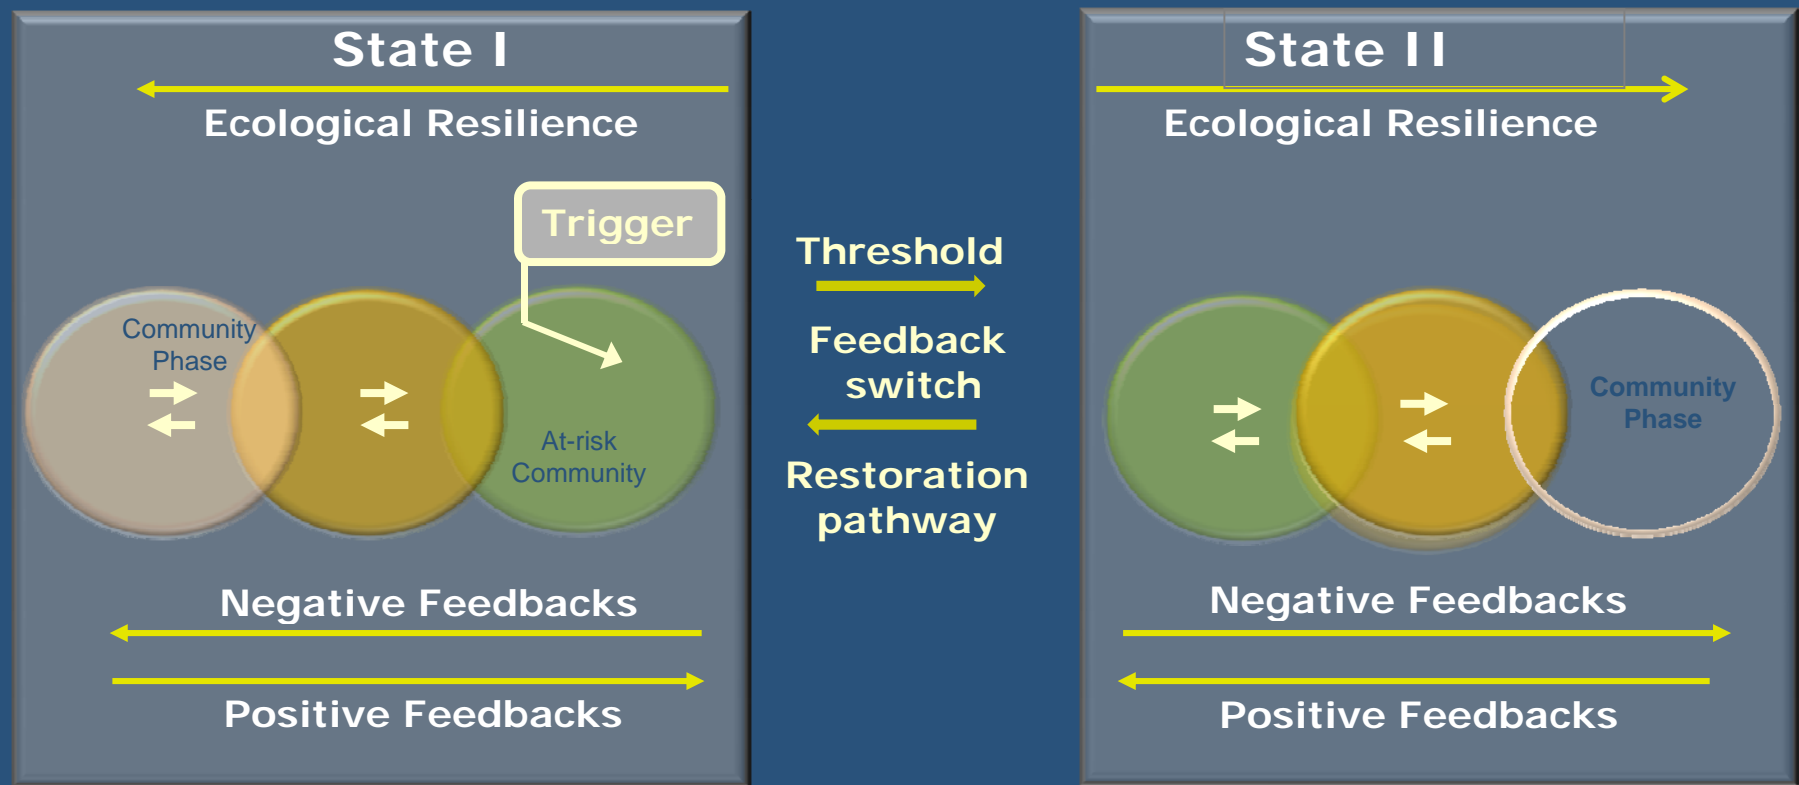 State I
Ecological Resilience
Trigger
Community
Phase
At-risk
Community
Negative Feedbacks
Positive Feedbacks
Threshold
Feedback
switch
Restoration
pathway
State II
Ecological Resilience
Community
Phase
Negative Feedbacks
Positive Feedbacks